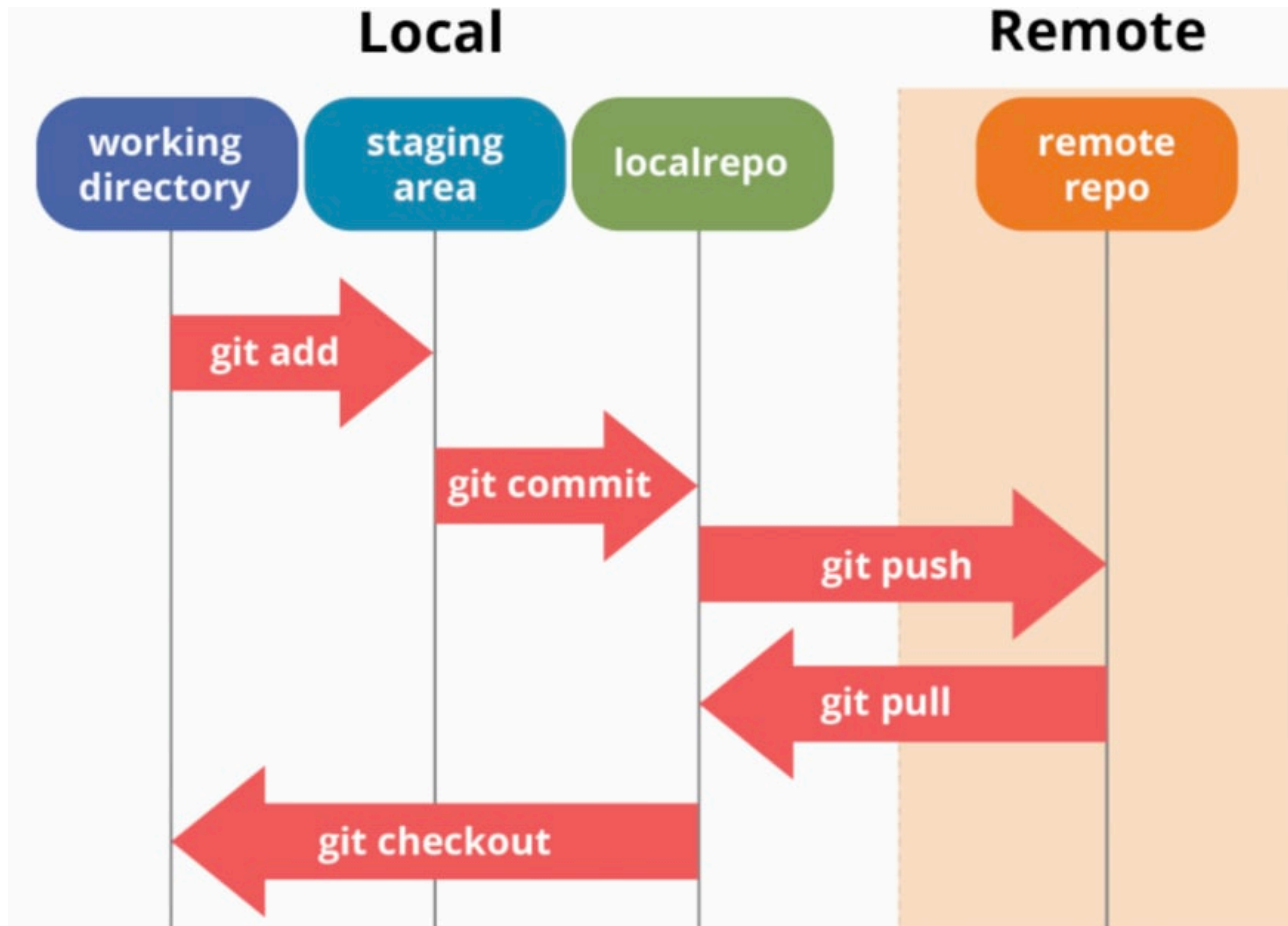 Local
Remote
working
directory
staging
area
localrepo
remote
repo
git add
git commit
git push
git pull
git checkout